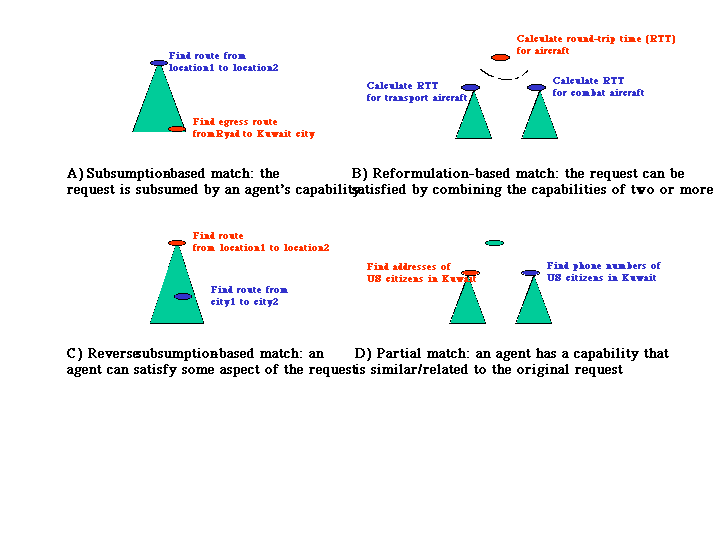 Find route from
location1 to location2
Find egress route
fromRyad to Kuwait city
A) Subsumption-based match: the
request is subsumed by an agent's capability
Calculate round-trip time (RTT)
for aircraft
Calculate RTT
for transport aircraft
Calculate RTT
for combat aircraft
B) Reformulation-based match: the request can be
satisfied by combining the capabilities of two or more
Find route
from location1 to location2
Find route from
city1 to city2
C) Reversesubsumption-based match: an
agent can satisfy some aspect of the request
Find addresses of
US citizens in Kuwait
Find phone numbers of
US citizens in Kuwait
D) Partial match: an agent has a capability that
is similar/related to the original request